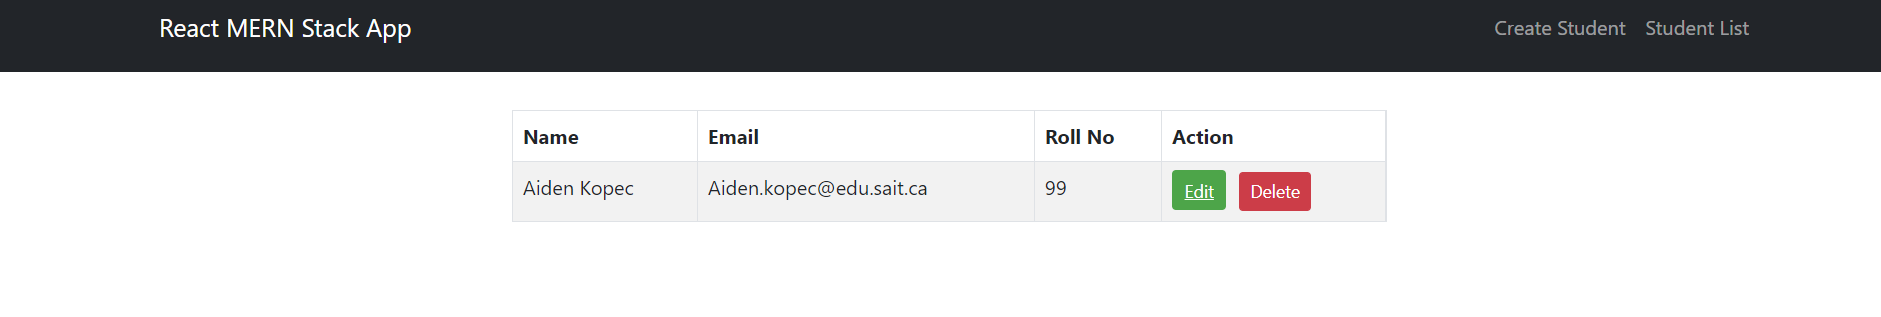 React MERN Stack App Create Student Student List
Name Email Roll No Action
Aiden Kopec Aiden.kopec@edu.sait.ca 99 Edit Delete